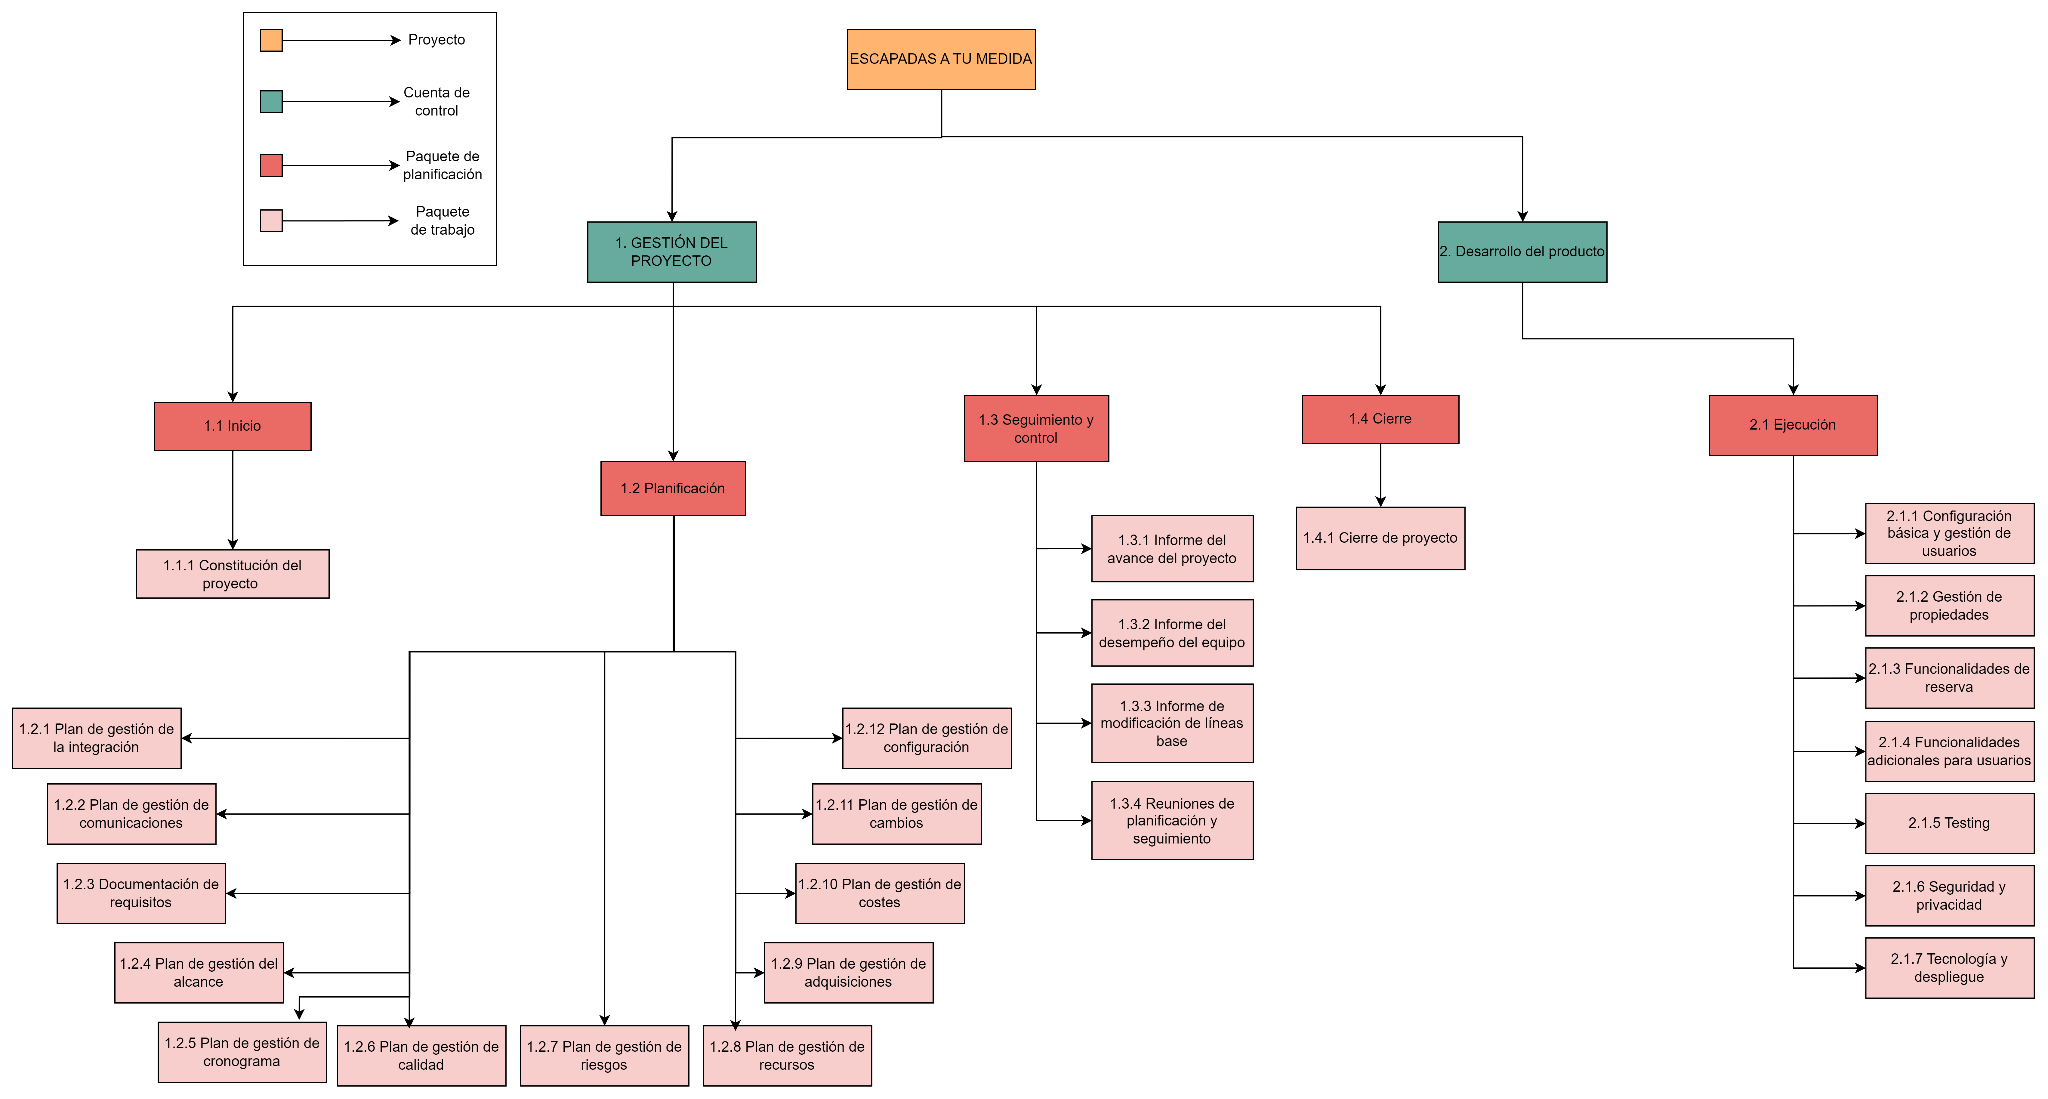 Proyecto
Cuenta de
control
Paquete de
planificación
Paquete
de trabajo
ESCAPADAS A TU MEDIDA
1. GESTIÓN DEL
PROYECTO
2. Desarrollo del producto
1.1 Inicio
1.1.1 Constitución del
proyecto
1.2 Planificación
1.2.1 Plan de gestión de
la integración
1.2.2 Plan de gestión de
comunicaciones
1.2.3 Documentación de
requisitos
1.2.4 Plan de gestión del
alcance
1.2.5 Plan de gestión de
cronograma
1.2.6 Plan de gestión de
calidad
1.2.7 Plan de gestión de
riesgos
1.2.8 Plan de gestión de
recursos
1.2.9 Plan de gestión de
adquisiciones
1.2.10 Plan de gestión de
costes
1.2.11 Plan de gestión de
cambios
1.2.12 Plan de gestión de
configuración
1.3 Seguimiento y
control
1.3.1 Informe del
avance del proyecto
1.3.2 Informe del
desempeño del equipo
1.3.3 Informe de
modificación de líneas
base
1.3.4 Reuniones de
planificación y
seguimiento
1.4 Cierre
1.4.1 Cierre de proyecto
2.1 Ejecución
2.1.1 Configuración
básica y gestión de
usuarios
2.1.2 Gestión de
propiedades
2.1.3 Funcionalidades de
reserva
2.1.4 Funcionalidades
adicionales para usuarios
2.1.5 Testing
2.1.6 Seguridad y
privacidad
2.1.7 Tecnología y
despliegue